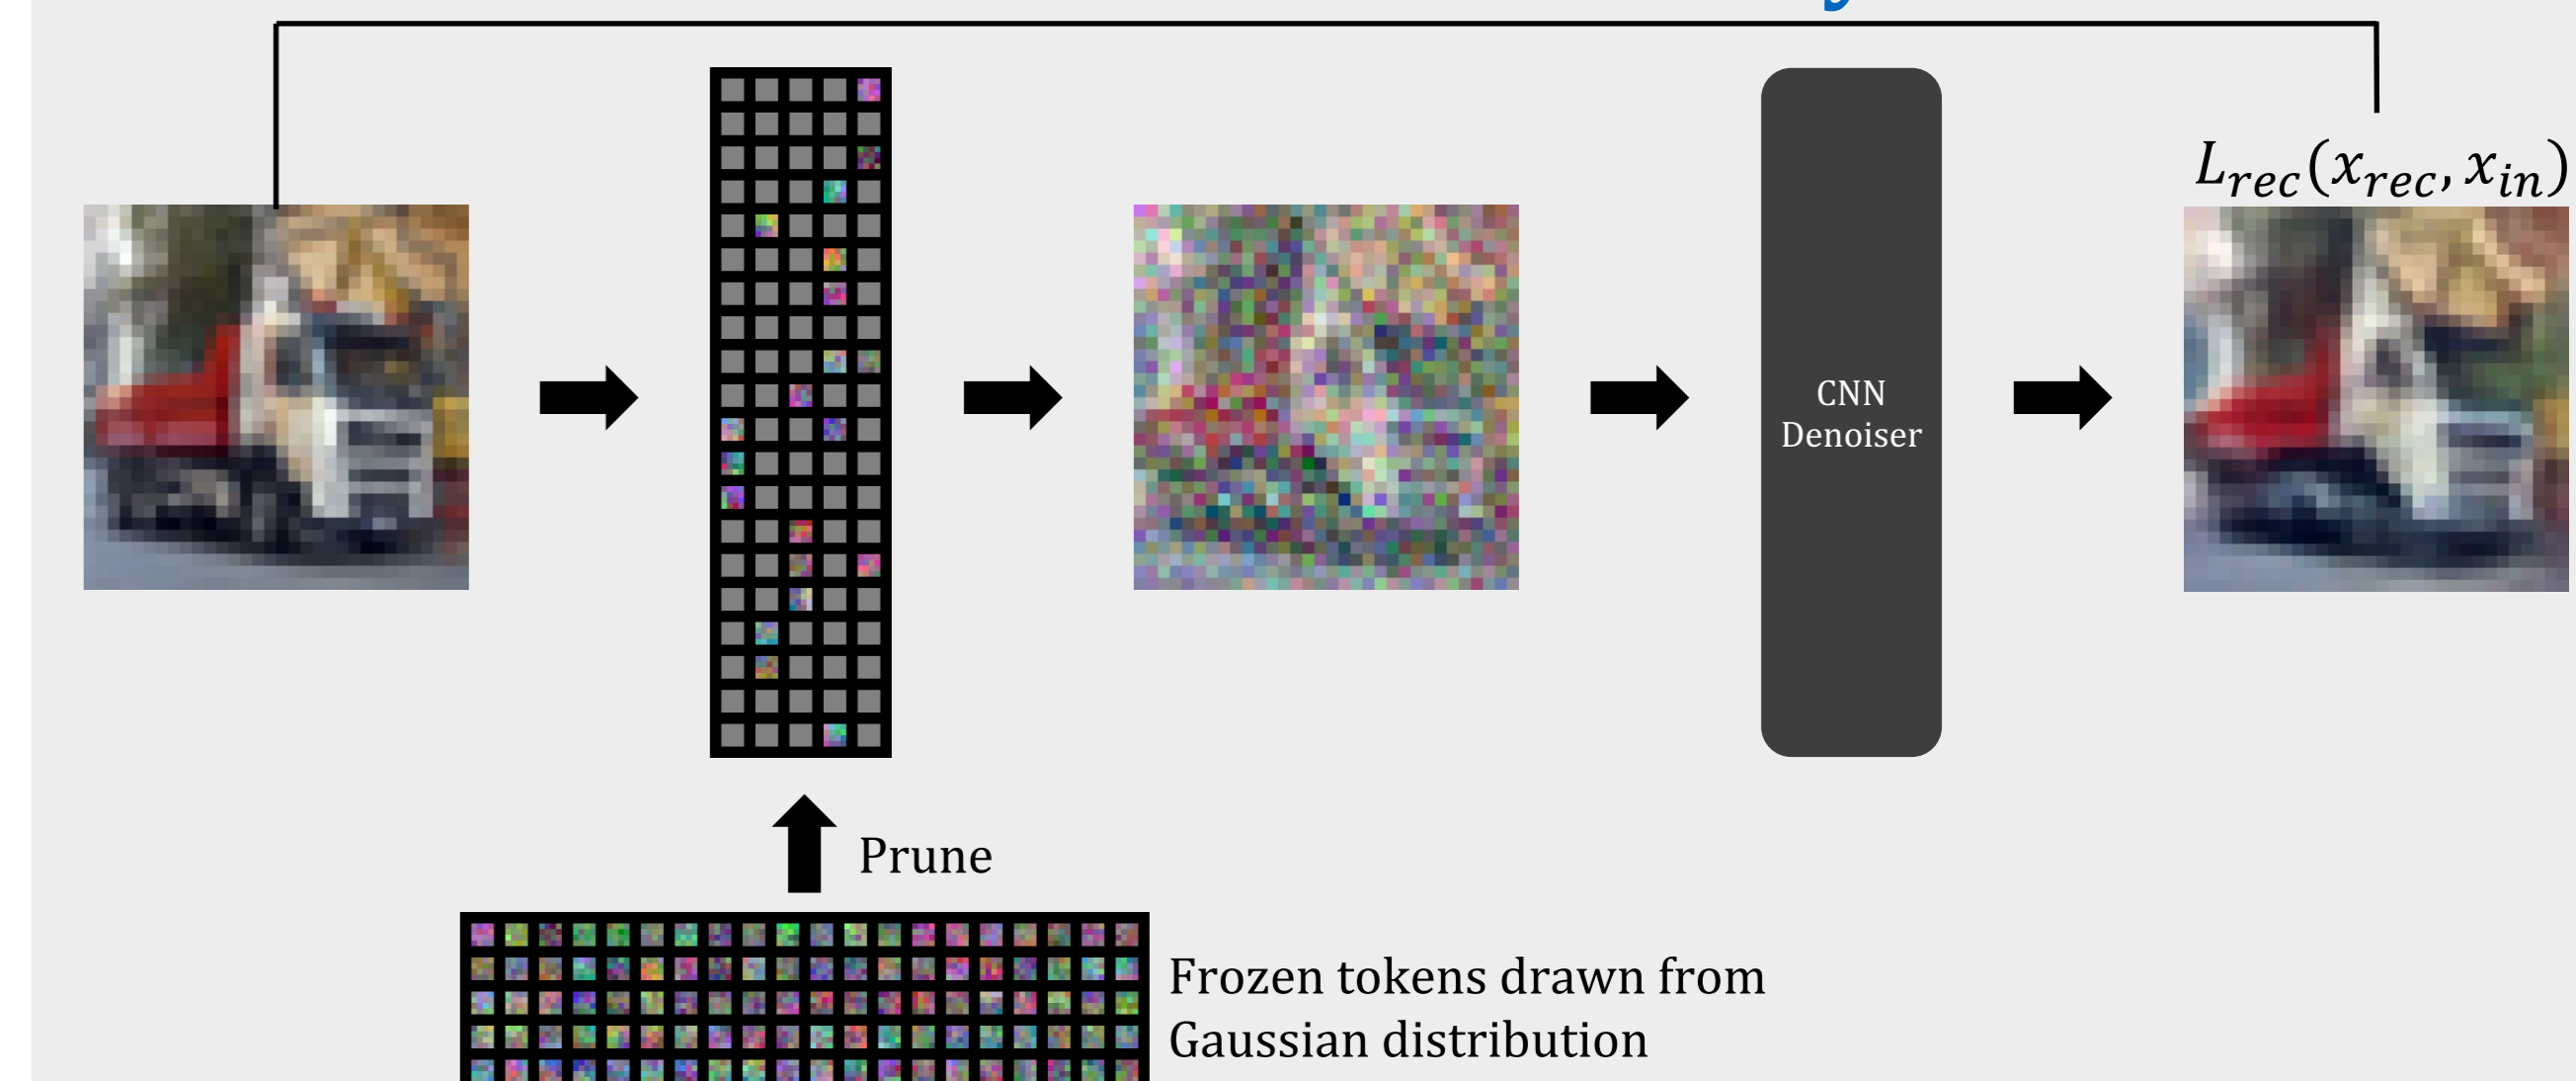 L_rec(x_rec, x_in)
CNN
Denoiser
Prune
Frozen tokens drawn from
Gaussian distribution